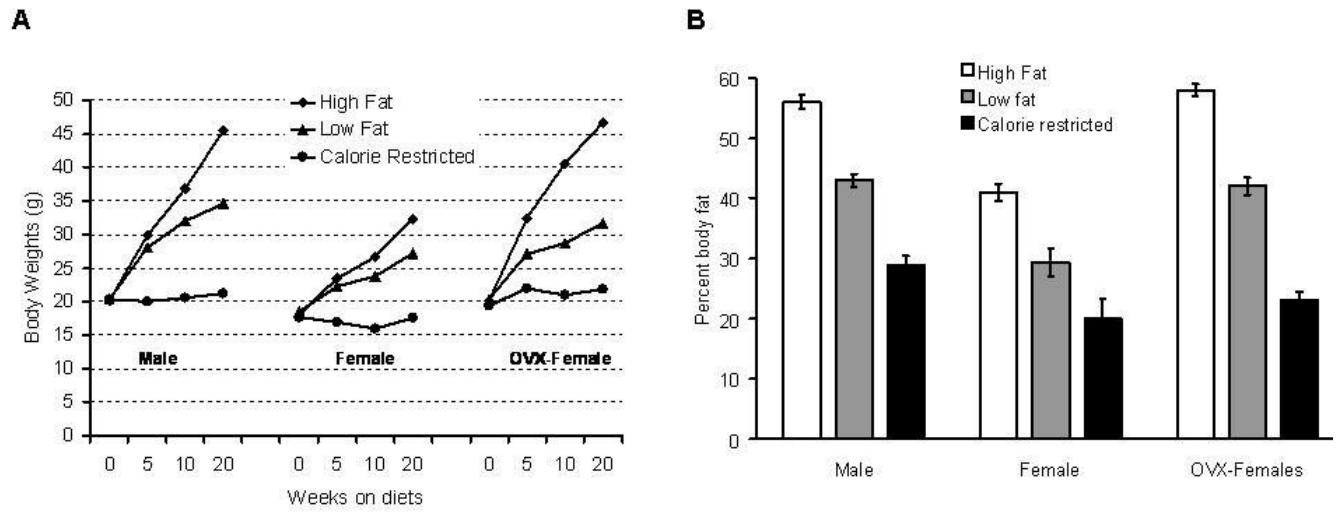 A
50
45
40
35
30
25
20
15
10
5
0
Body Weights (g)
High Fat
Low Fat
Calorie Restricted
Male
Female
OVX-Female
0 5 10 20 0 5 10 20 0 5 10 20
Weeks on diets
B
60
50
40
30
20
10
0
Percent body fat
High Fat
Low fat
Calorie restricted
Male
Female
OVX-Females